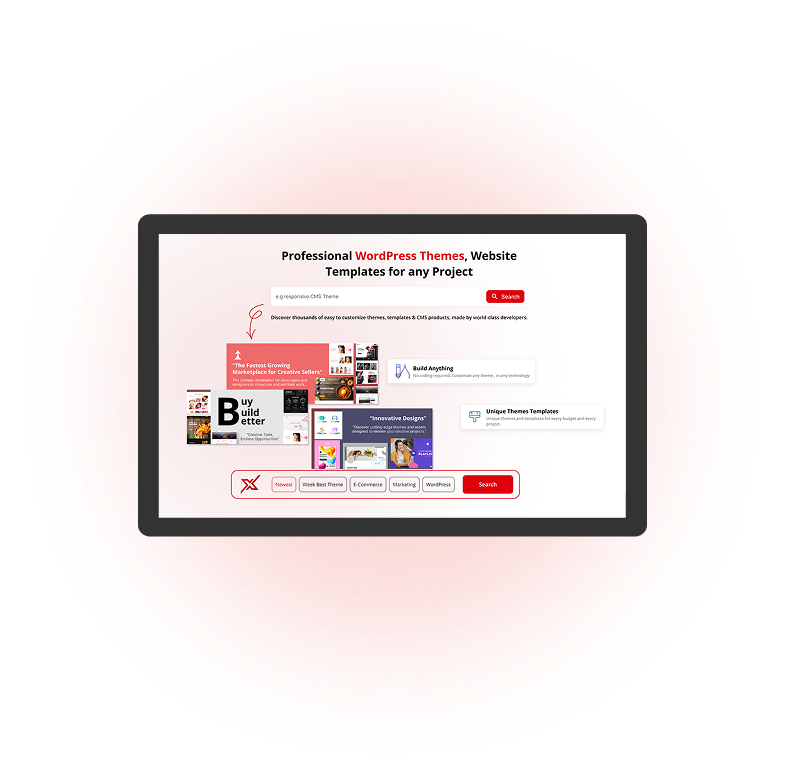 Professional WordPress Themes, Website
Templates for any Project
e.g responsive CMS Theme
Search
Discover thousands of easy to customize themes, templates & CMS products, made by world-class developers.
"The Fastest Growing
Marketplace for Creative Sellers"
The ultimate destination for developers and
designers to showcase and sell their work.
Build Anything
No coding required. Customize any theme , in any technology
Buy
Build
Better
"Creative Tools,
Endless Opportunities"
"Innovative Designs"
"Discover cutting-edge themes and assets
designed to elevate your creative projects."
Unique Themes Templates
Unique Themes and templates for every budget and every
project.
Newest
Week Best Theme
E-Commerce
Marketing
WordPress
Search